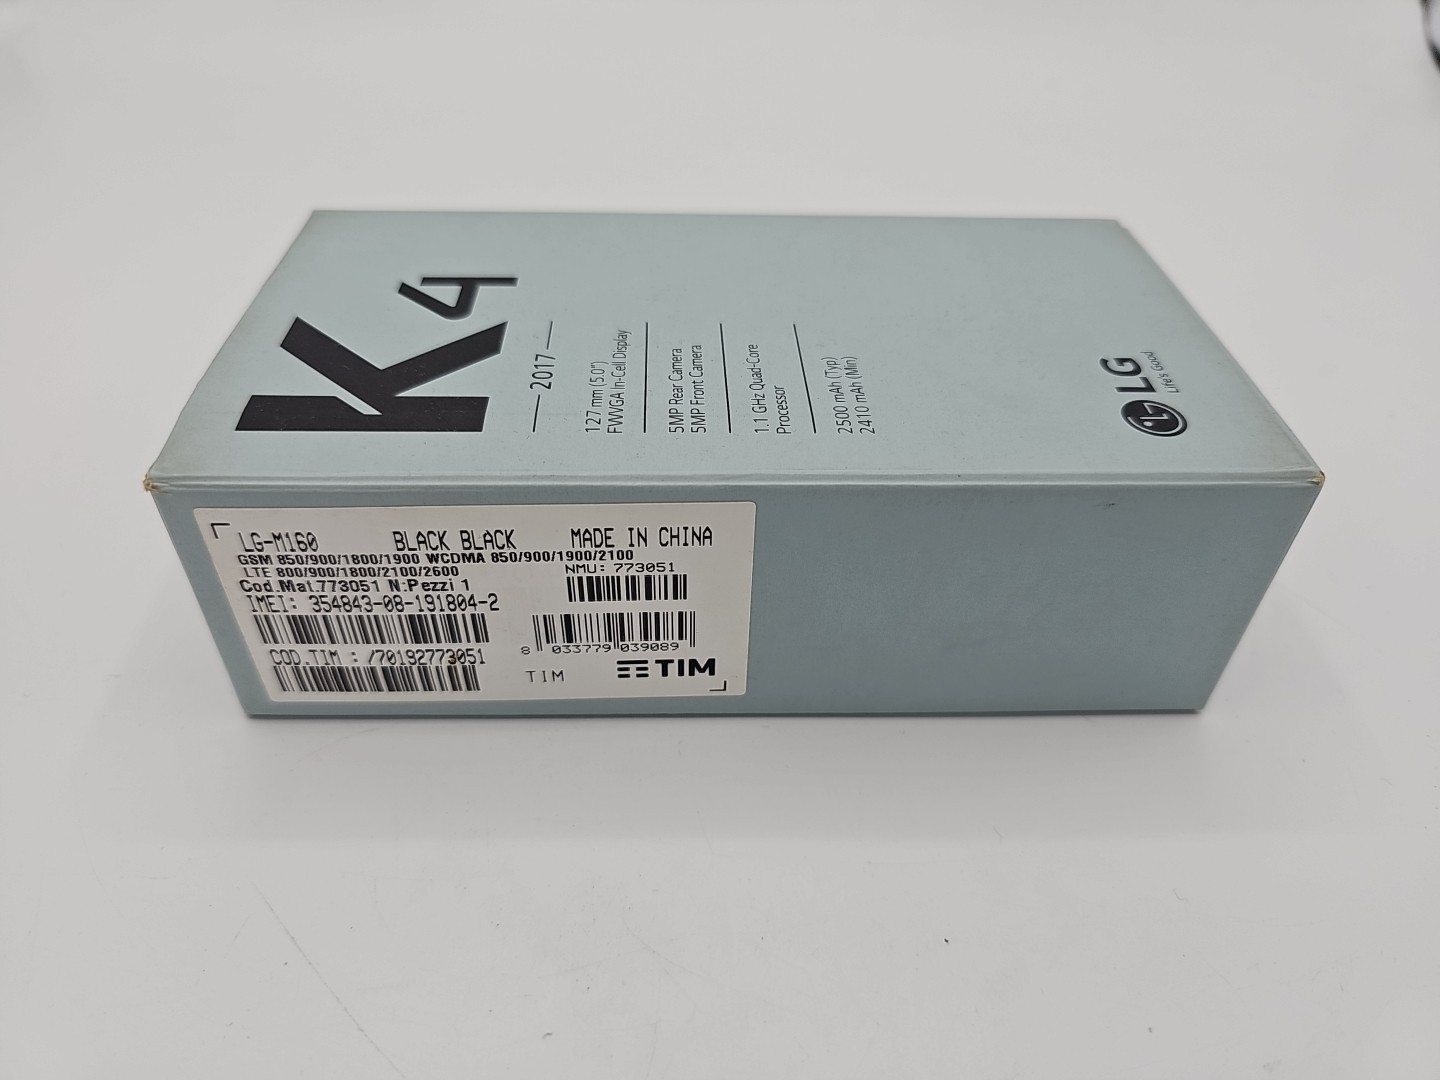 K4
2017
127 mm (5.0")
FWVGA In-Cell Display
5MP Rear Camera
5MP Front Camera
1.1 GHz Quad-Core
Processor
2500 mAh (Typ)
2410 mAh (Min)
LG
Life's Good
LG-M160 BLACK BLACK MADE IN CHINA
GSM 850/900/1800/1900 WCDMA 850/900/1900/2100
LTE 800/900/1800/2100/2600
NMU: 773051
Cod.Mat.773051 N:Pezzi 1
IMEI: 354843-08-191804-2
8 033779 039089
COD.TIM : /70192773051
TIM
TIM